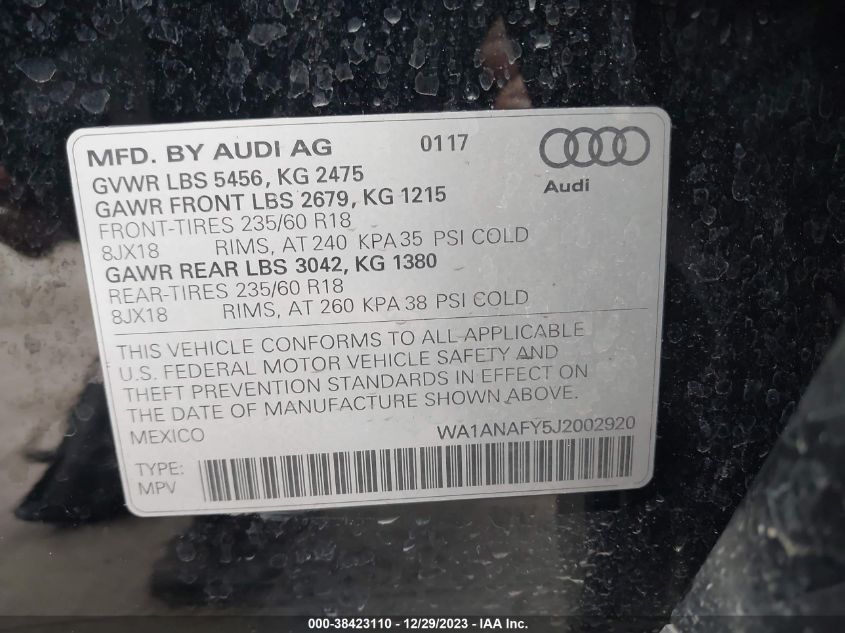 MFD. BY AUDI AG 0117
Audi
GVWR LBS 5456, KG 2475
GAWR FRONT LBS 2679, KG 1215
FRONT-TIRES 235/60 R18
8JX18 RIMS, AT 240 KPA 35 PSI COLD
GAWR REAR LBS 3042, KG 1380
REAR-TIRES 235/60 R18
8JX18 RIMS, AT 260 KPA 38 PSI COLD
THIS VEHICLE CONFORMS TO ALL APPLICABLE
U.S. FEDERAL MOTOR VEHICLE SAFETY AND
THEFT PREVENTION STANDARDS IN EFFECT ON
THE DATE OF MANUFACTURE SHOWN ABOVE.
MEXICO WA1ANAFY5J2002920
TYPE:
MPV
000-38423110 - 12/29/2023 - IAA Inc.